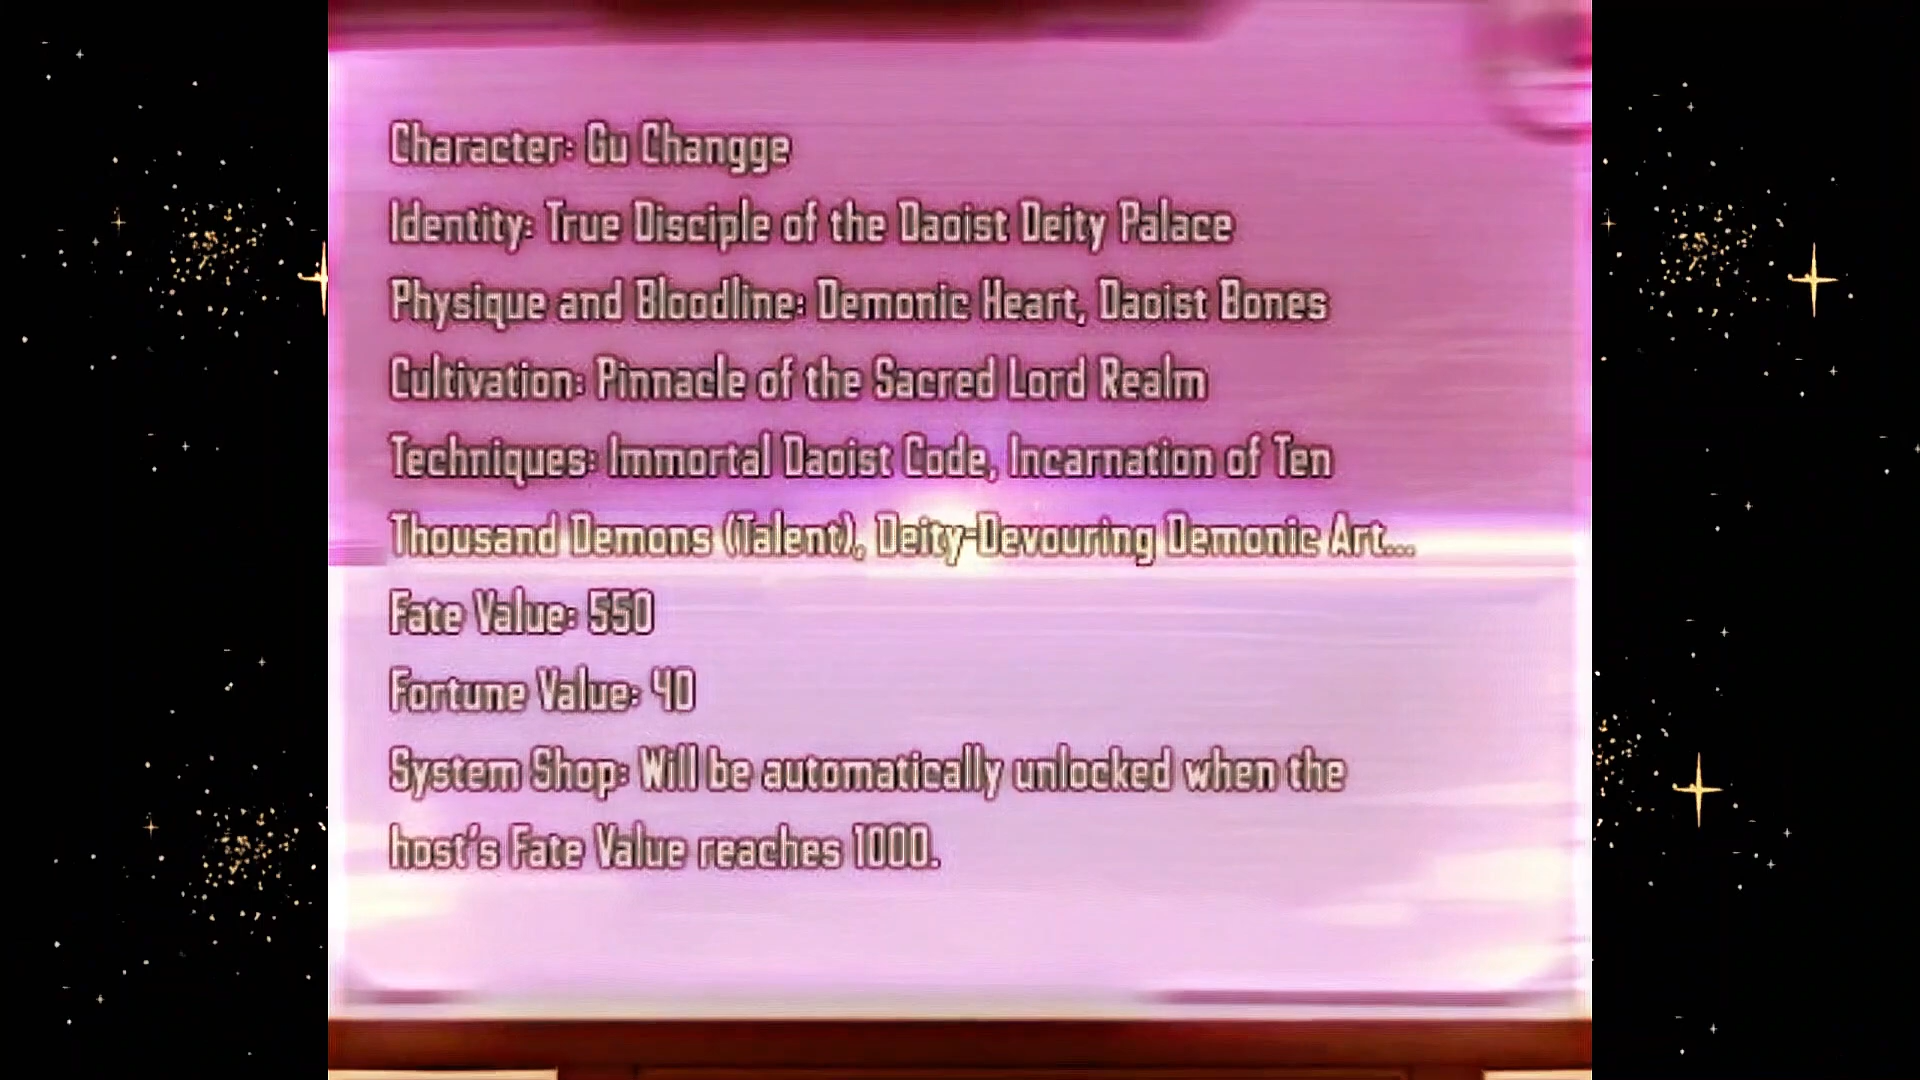 Character: Gu Changge
Identity: True Disciple of the Daoist Deity Palace
Physique and Bloodline: Demonic Heart, Daoist Bones
Cultivation: Pinnacle of the Sacred Lord Realm
Techniques: Immortal Daoist Code, Incarnation of Ten
Thousand Demons (Talent), Deity-Devouring Demonic Art...
Fate Value: 550
Fortune Value: 40
System Shop: Will be automatically unlocked when the
host's Fate Value reaches 1000.